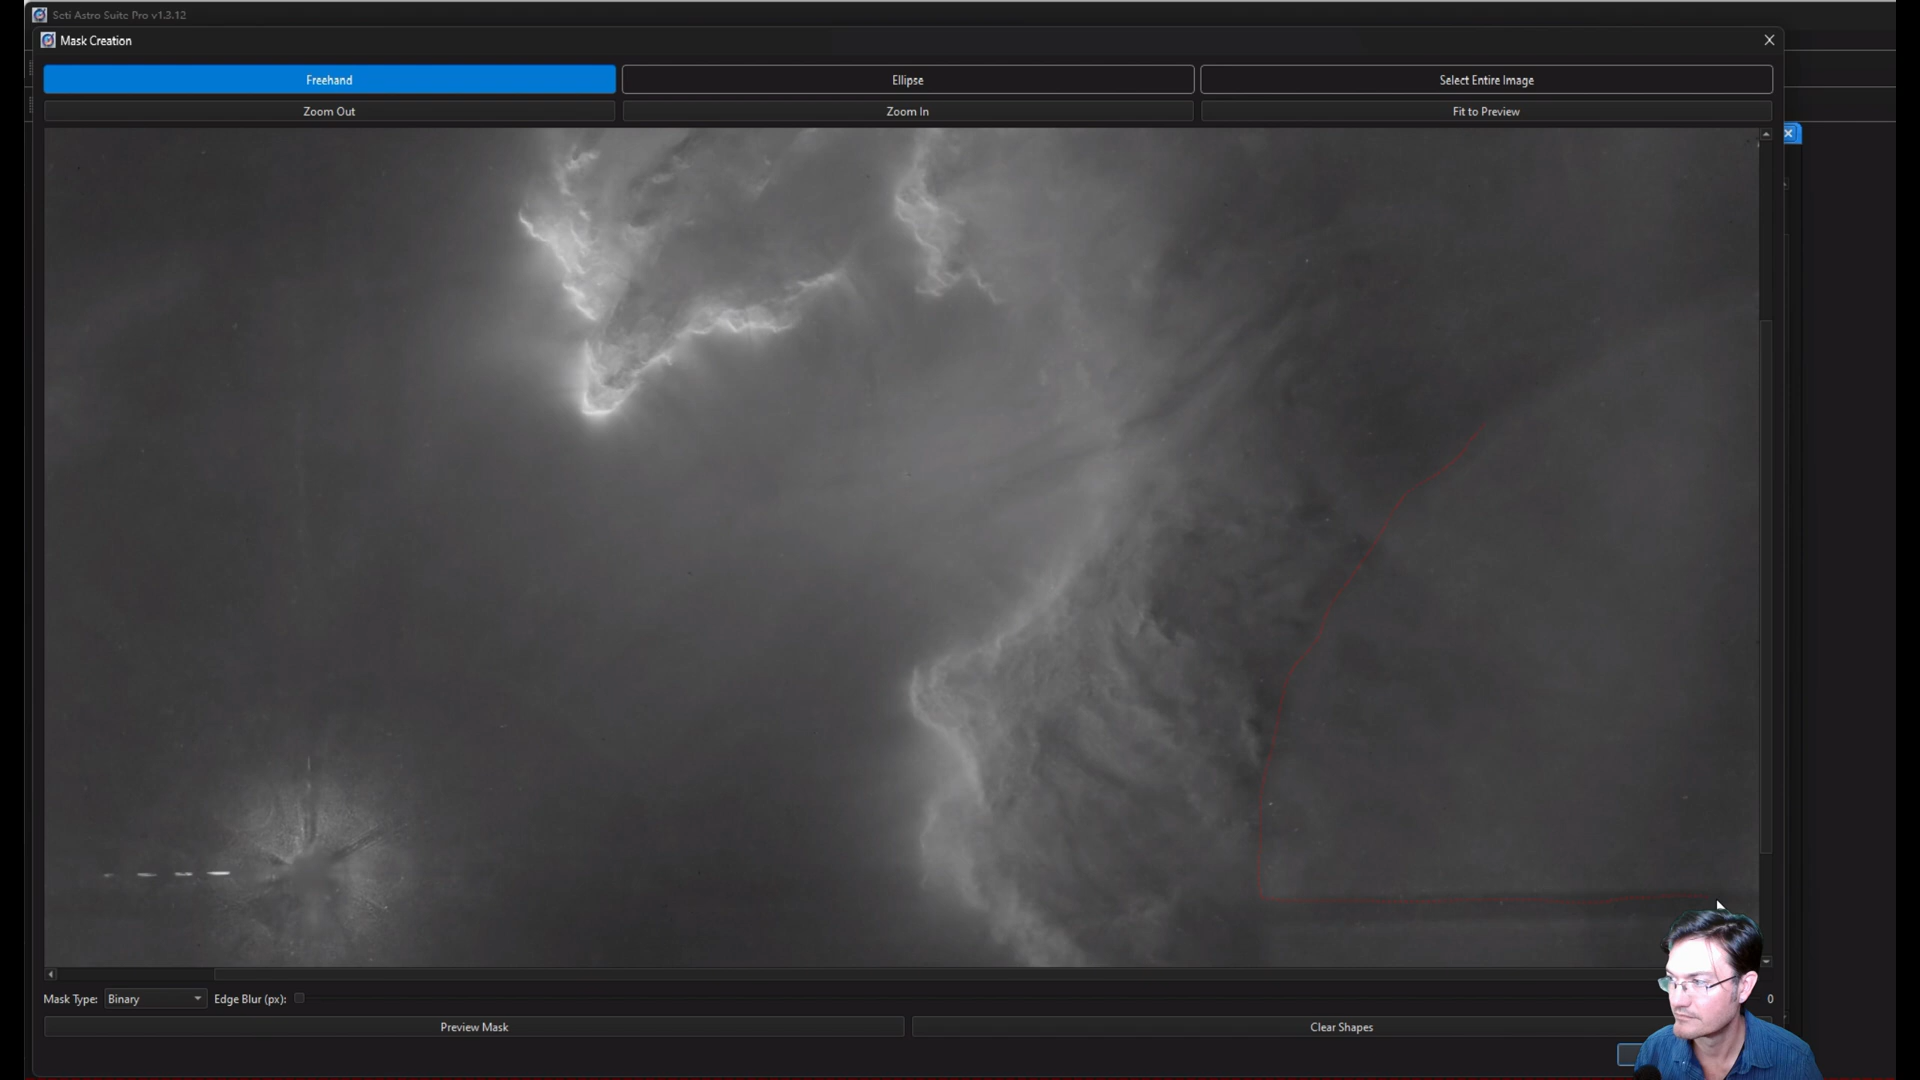 Seti Astro Suite Pro v1.3.12
Mask Creation
Freehand
Ellipse
Select Entire Image
Zoom Out
Zoom In
Fit to Preview
Mask Type:
Binary
Edge Blur (px):
0
Preview Mask
Clear Shapes